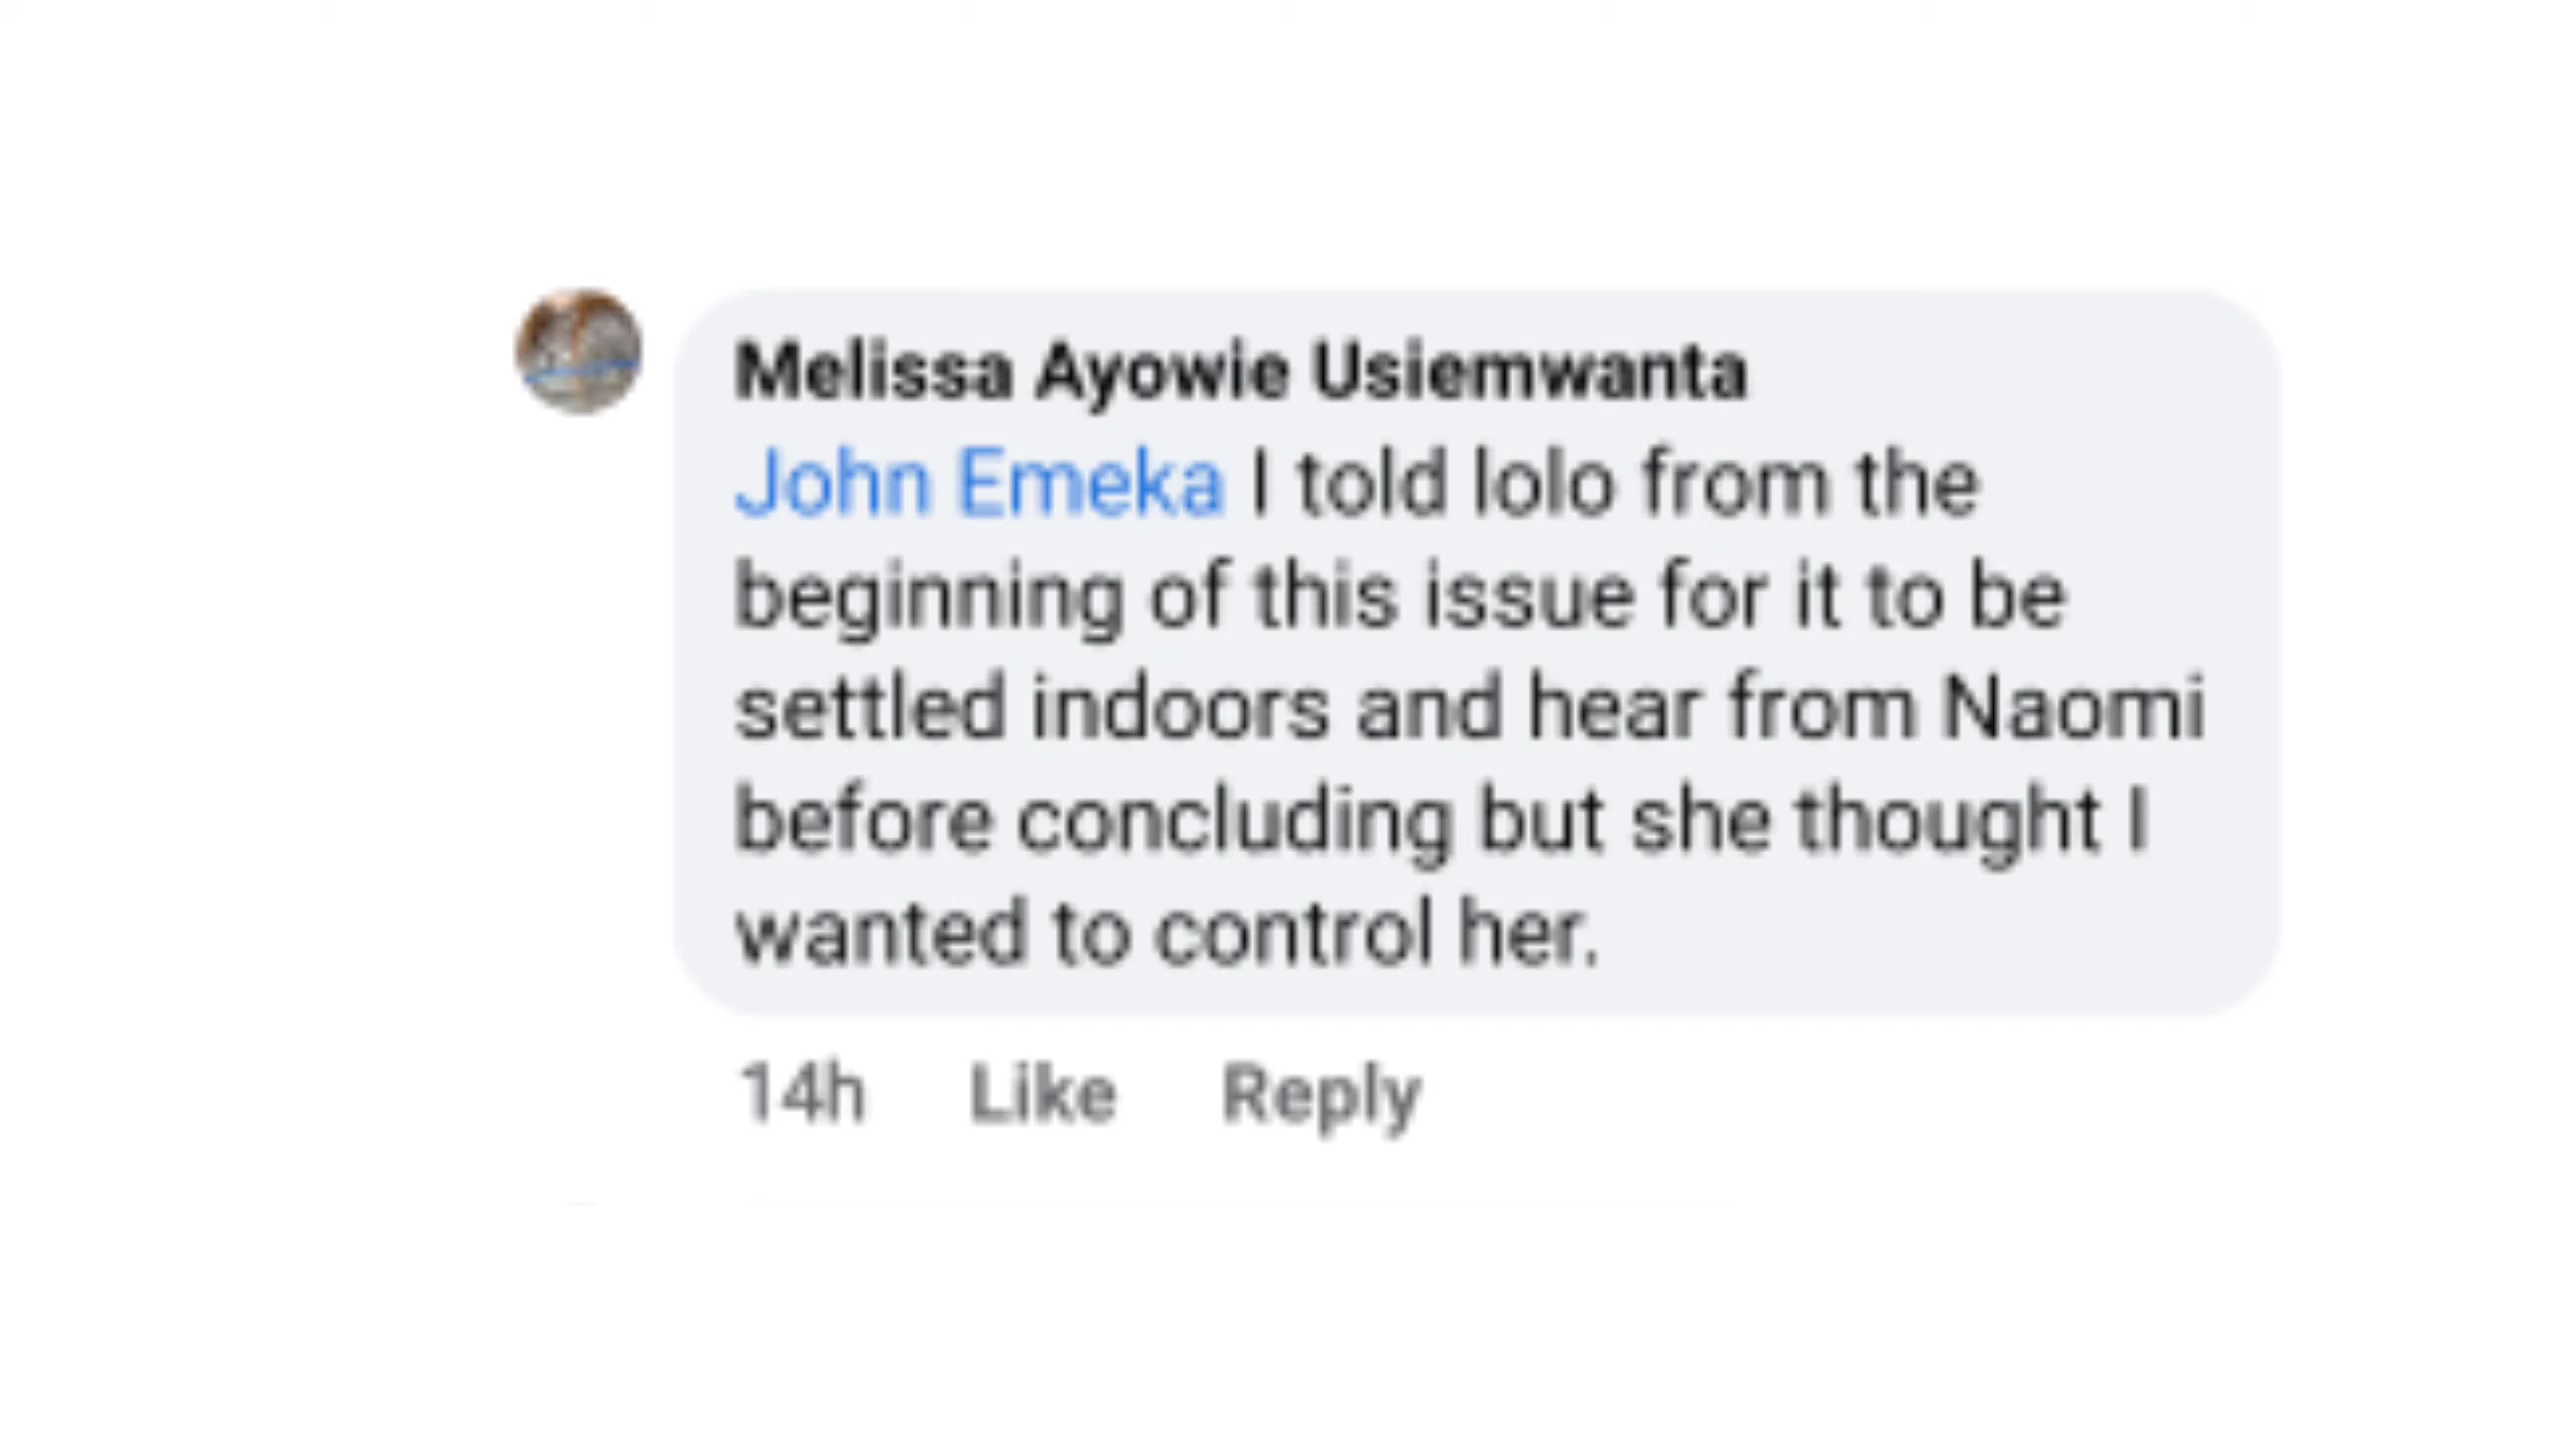 Melissa Ayowie Usiemwanta
John Emeka I told lolo from the
beginning of this issue for it to be
settled indoors and hear from Naomi
before concluding but she thought I
wanted to control her.
14h Like Reply